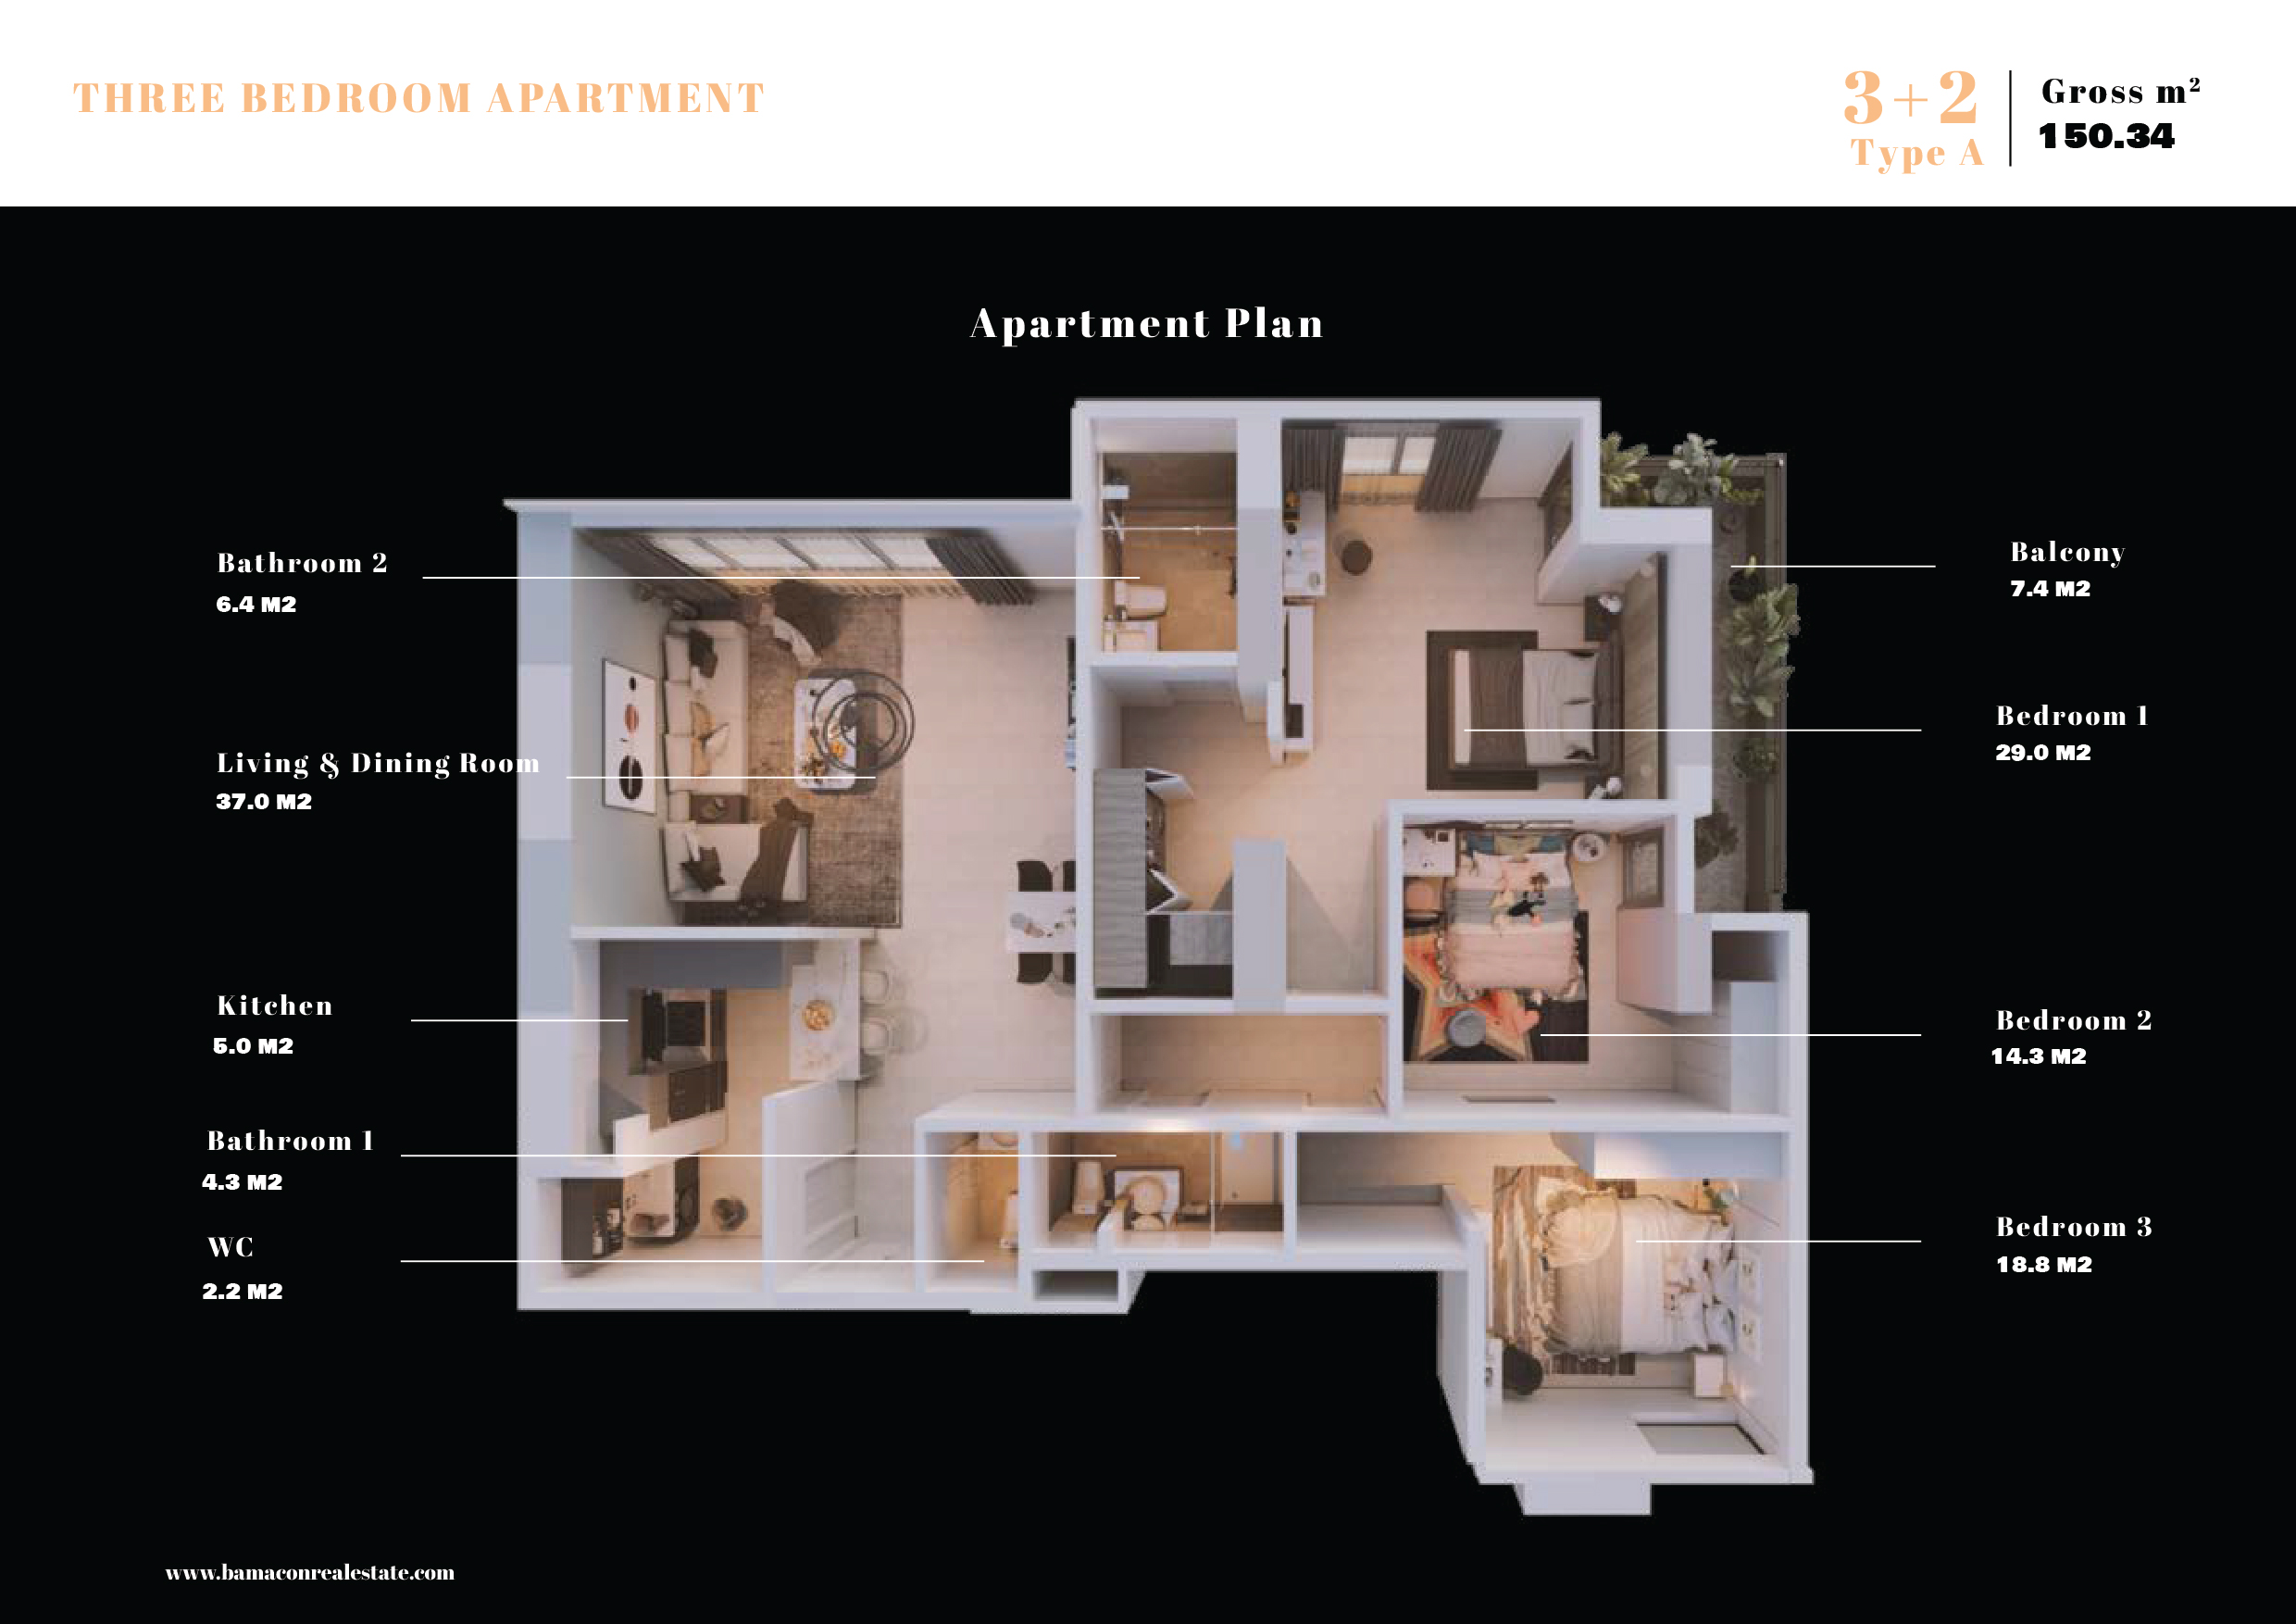 THREE BEDROOM APARTMENT
3+2
Type A
Gross m²
150.34
Apartment Plan
Bathroom 2
6.4 M2
Living & Dining Room
37.0 M2
Kitchen
5.0 M2
Bathroom 1
4.3 M2
WC
2.2 M2
Balcony
7.4 M2
Bedroom 1
29.0 M2
Bedroom 2
14.3 M2
Bedroom 3
18.8 M2
www.bamaconrealestate.com